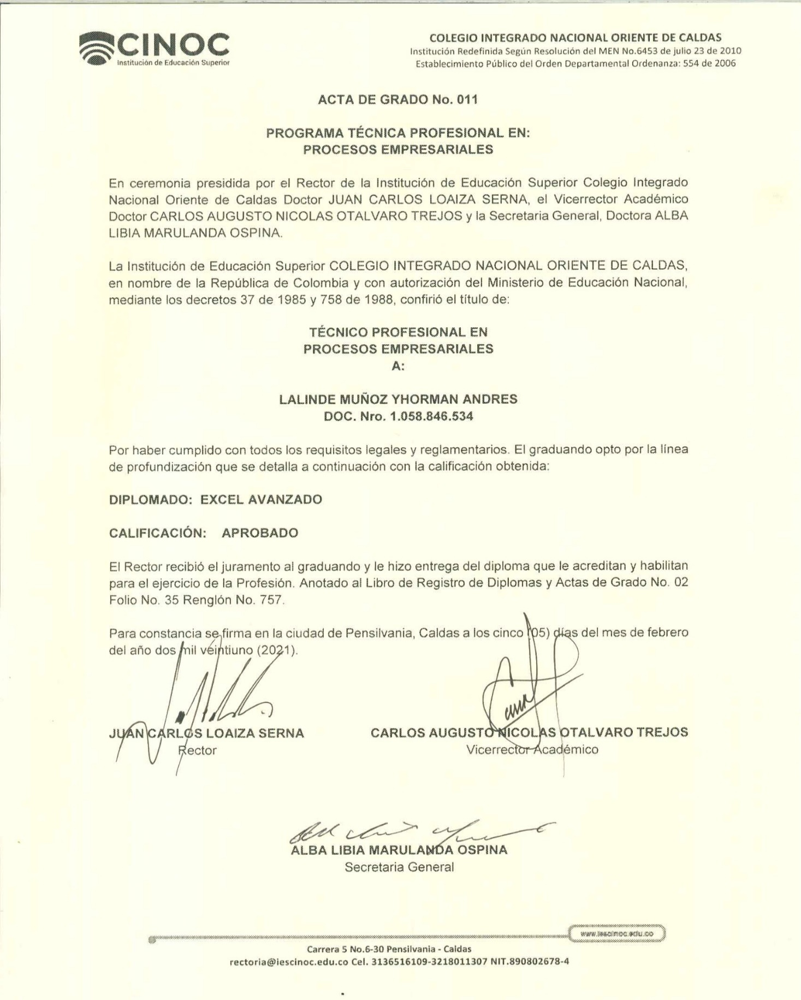 CINOC
Institución de Educación Superior
COLEGIO INTEGRADO NACIONAL ORIENTE DE CALDAS
Institución Redefinida Según Resolución del MEN No.6453 de julio 23 de 2010
Establecimiento Público del Orden Departamental Ordenanza: 554 de 2006
ACTA DE GRADO No. 011
PROGRAMA TÉCNICA PROFESIONAL EN:
PROCESOS EMPRESARIALES
En ceremonia presidida por el Rector de la Institución de Educación Superior Colegio Integrado
Nacional Oriente de Caldas Doctor JUAN CARLOS LOAIZA SERNA, el Vicerrector Académico
Doctor CARLOS AUGUSTO NICOLAS OTALVARO TREJOS y la Secretaria General, Doctora ALBA
LIBIA MARULANDA OSPINA.
La Institución de Educación Superior COLEGIO INTEGRADO NACIONAL ORIENTE DE CALDAS,
en nombre de la República de Colombia y con autorización del Ministerio de Educación Nacional,
mediante los decretos 37 de 1985 y 758 de 1988, confirió el título de:
TÉCNICO PROFESIONAL EN
PROCESOS EMPRESARIALES
A:
LALINDE MUÑOZ YHORMAN ANDRES
DOC. Nro. 1.058.846.534
Por haber cumplido con todos los requisitos legales y reglamentarios. El graduando opto por la línea
de profundización que se detalla a continuación con la calificación obtenida:
DIPLOMADO: EXCEL AVANZADO
CALIFICACIÓN: APROBADO
El Rector recibió el juramento al graduando y le hizo entrega del diploma que le acreditan y habilitan
para el ejercicio de la Profesión. Anotado al Libro de Registro de Diplomas y Actas de Grado No. 02
Folio No. 35 Renglón No. 757.
Para constancia se firma en la ciudad de Pensilvania, Caldas a los cinco (05) días del mes de febrero
del año dos mil veintiuno (2021).
JUAN CARLOS LOAIZA SERNA
Rector
CARLOS AUGUSTO NICOLAS OTALVARO TREJOS
Vicerrector Académico
ALBA LIBIA MARULANDA OSPINA
Secretaria General
www.iescinoc.edu.co
Carrera 5 No.6-30 Pensilvania - Caldas
rectoria@iescinoc.edu.co Cel. 3136516109-3218011307 NIT.890802678-4